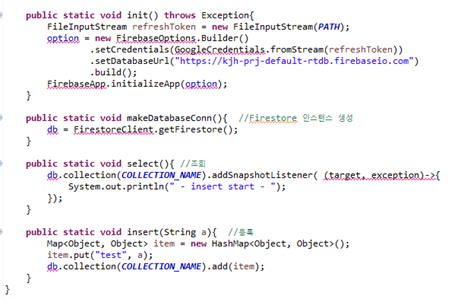 public static void init() throws Exception{
FileInputStream refreshToken = new FileInputStream(PATH);
option = new FirebaseOptions.Builder()
.setCredentials(GoogleCredentials.fromStream(refreshToken))
.setDatabaseUrl("https://kjh-prj-default-rtdb.firebaseio.com")
.build();
FirebaseApp.initializeApp(option);
}
public static void makeDatabaseConn(){ //Firestore 인스턴스 생성
db = FirestoreClient.getFirestore();
}
public static void select(){ //조회
db.collection(COLLECTION_NAME).addSnapshotListener( (target, exception)->{
System.out.println(" - insert start - ");
});
}
public static void insert(String a){ //등록
Map<Object, Object> item = new HashMap<Object, Object>();
item.put("test", a);
db.collection(COLLECTION_NAME).add(item);
}
}